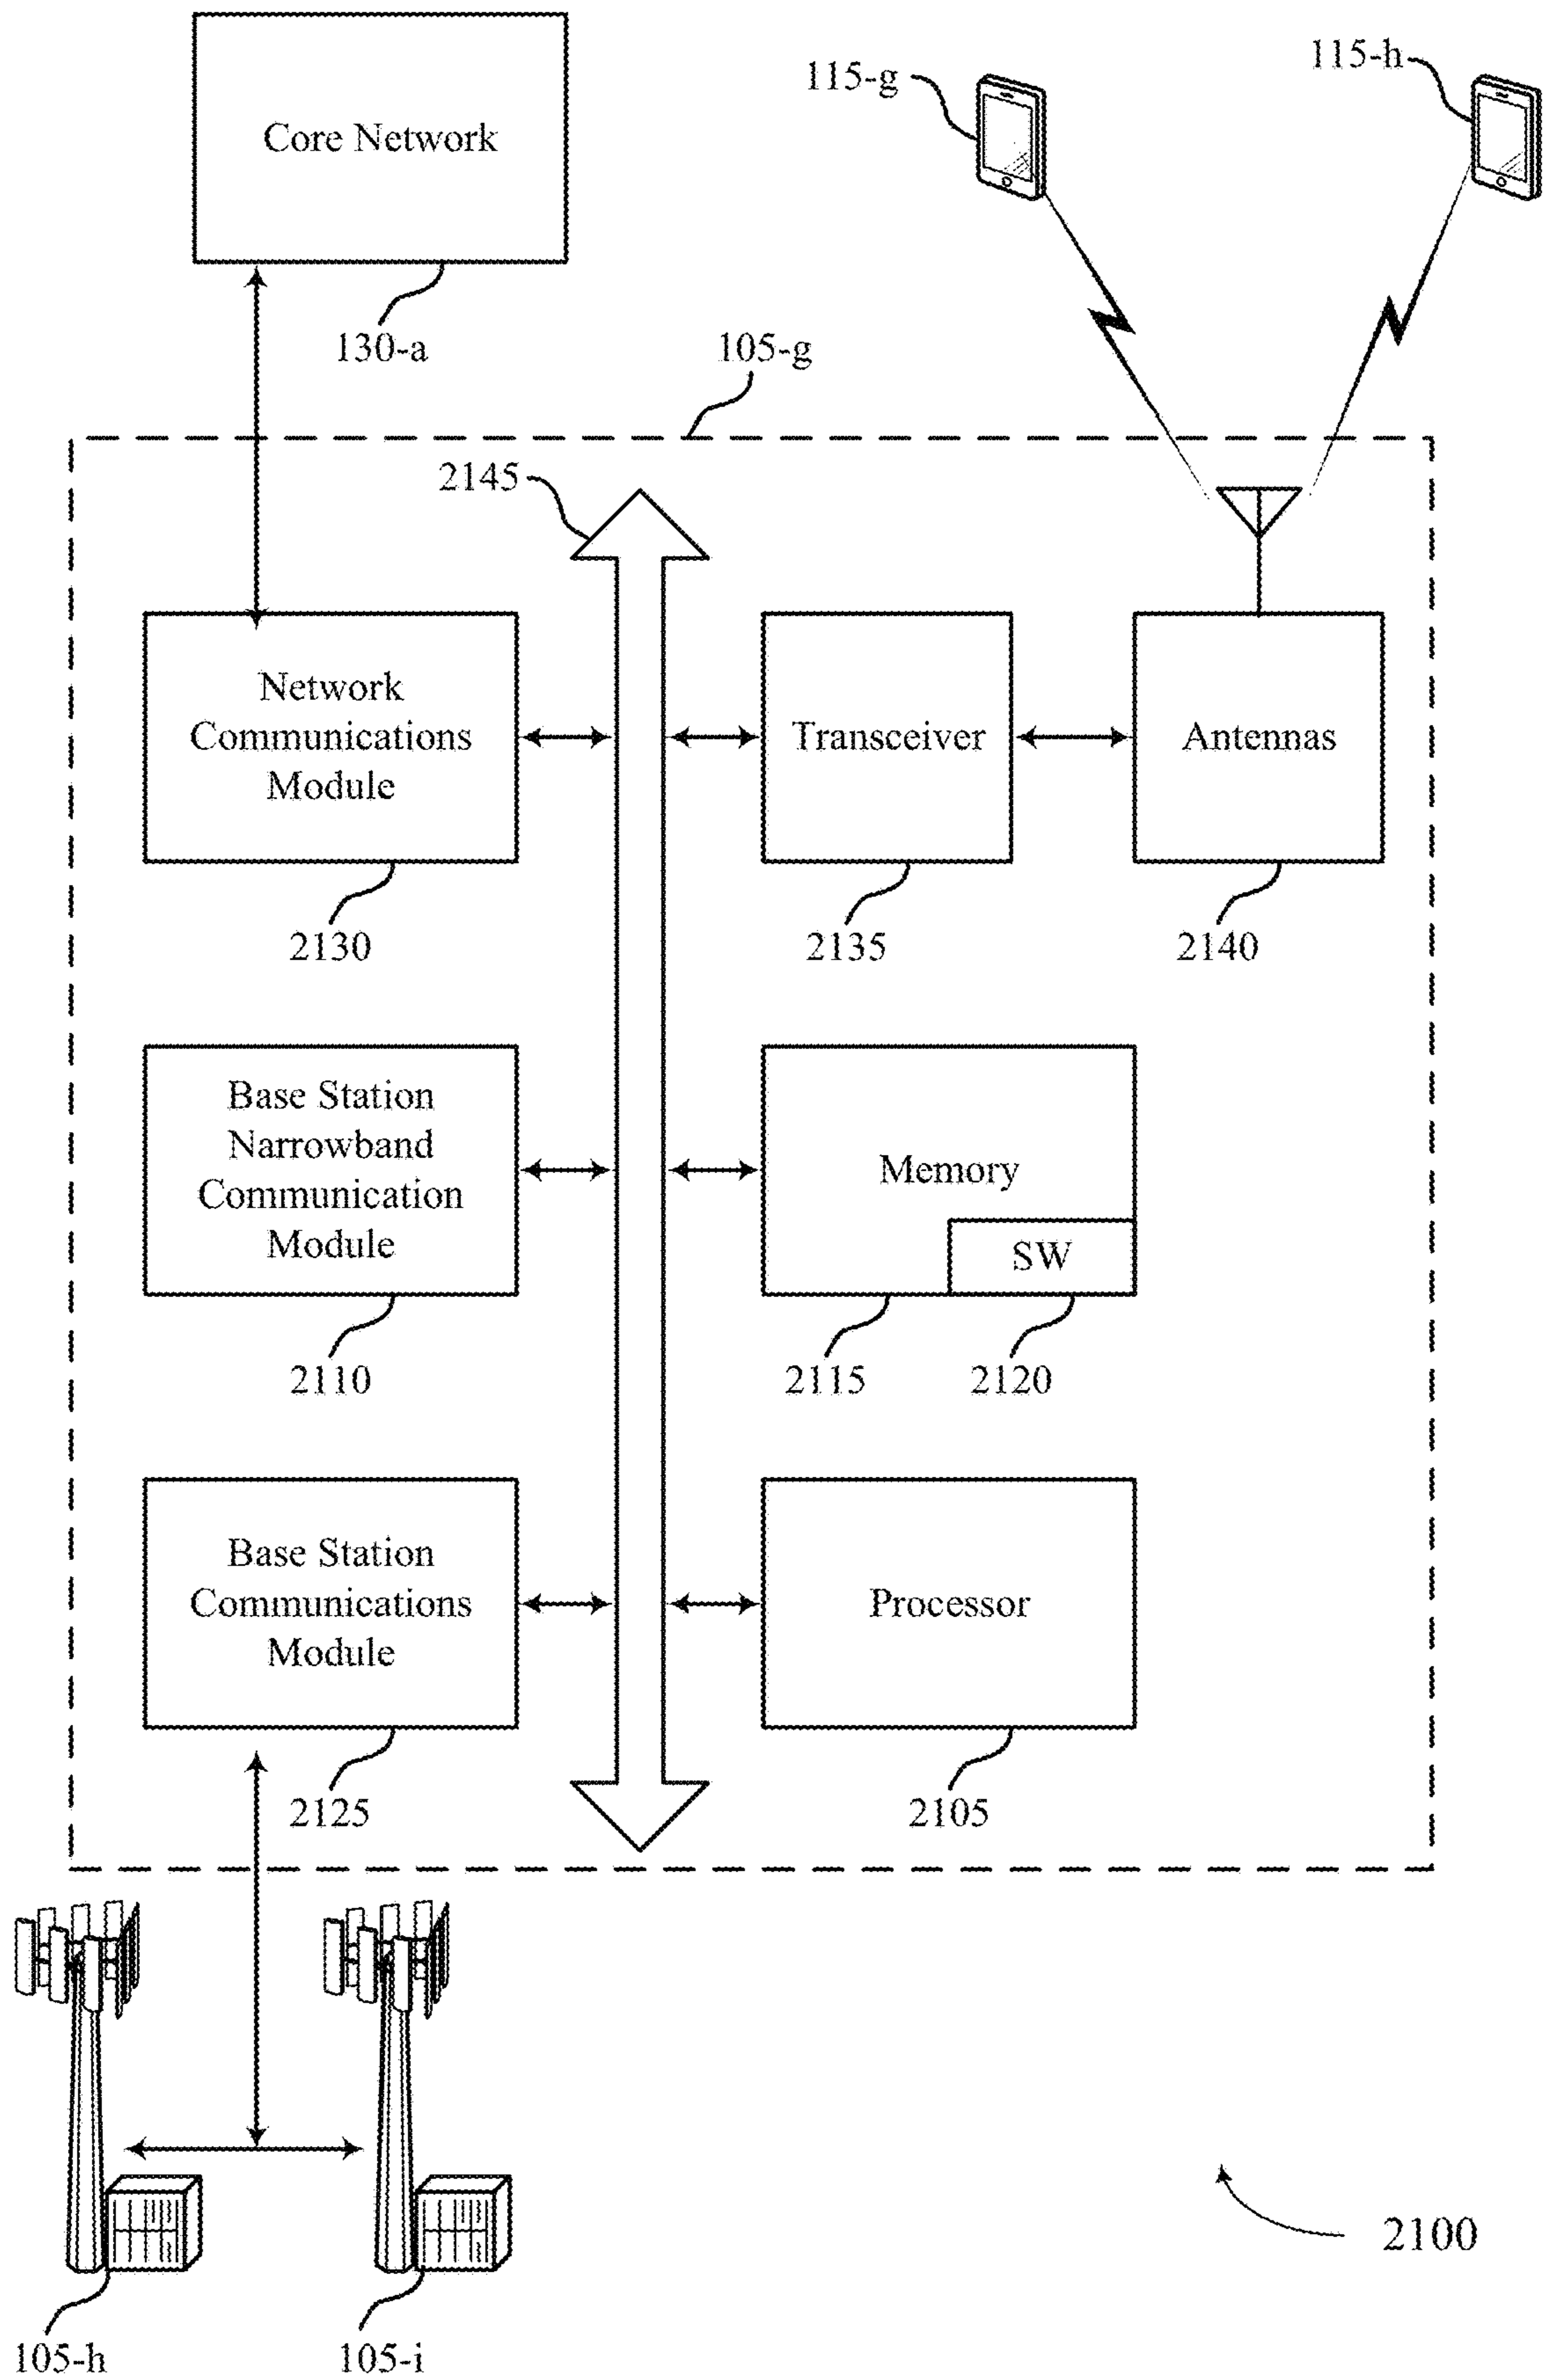 Core Network
130-a
115-g
115-h
105-g
2145
Network
Communications
Module
2130
Transceiver
2135
Antennas
2140
Base Station
Narrowband
Communication
Module
2110
Memory
SW
2115
2120
Base Station
Communications
Module
2125
Processor
2105
105-h
105-i
2100